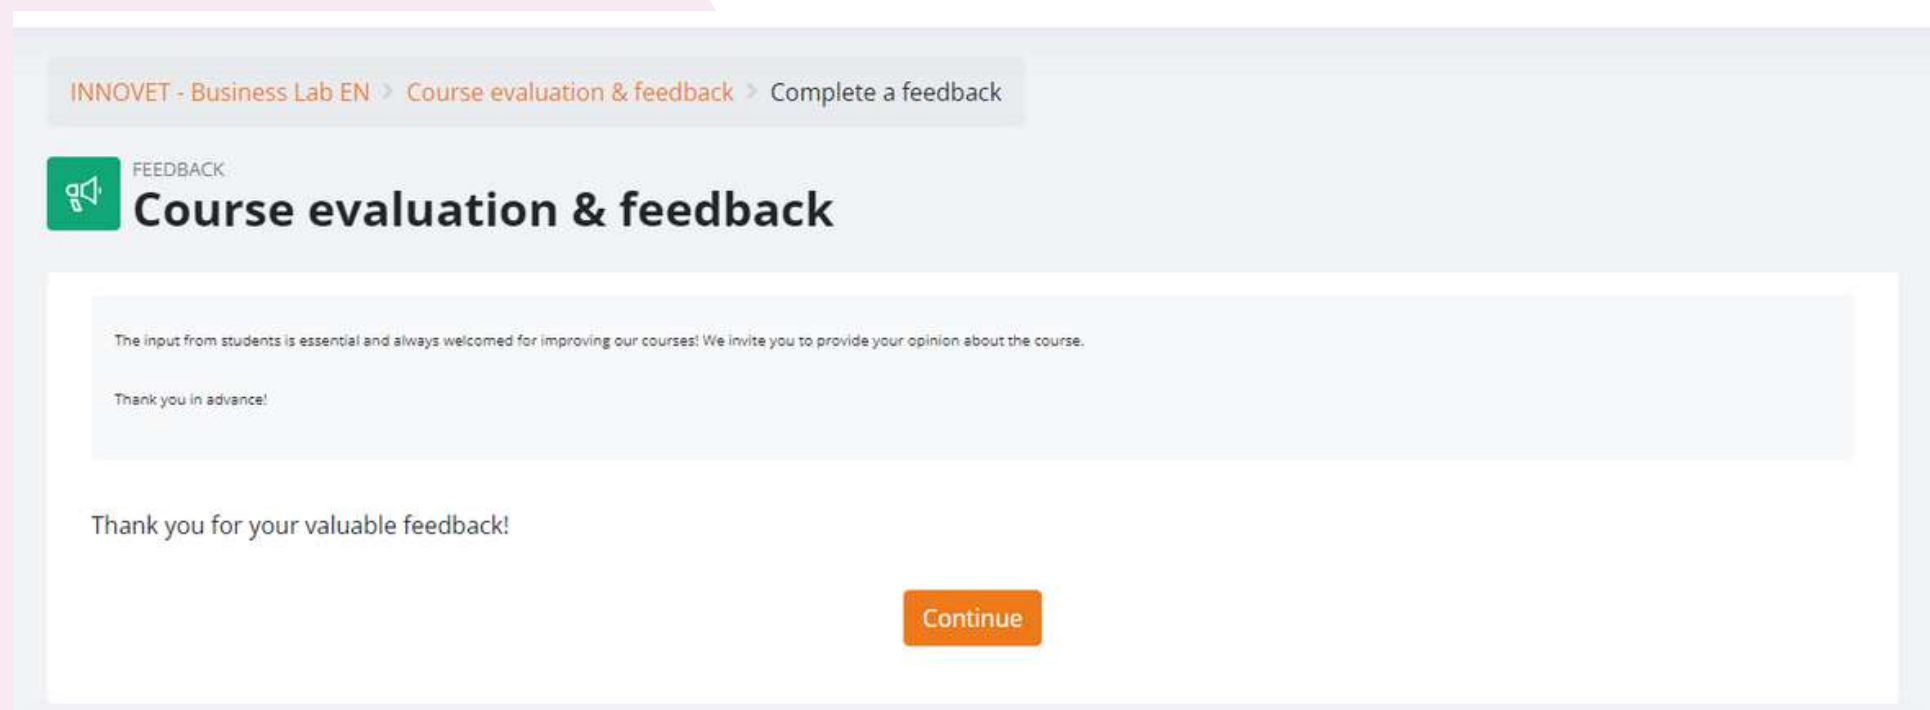 INNOVET - Business Lab EN > Course evaluation & feedback > Complete a feedback
FEEDBACK
Course evaluation & feedback
The input from students is essential and always welcomed for improving our courses! We invite you to provide your opinion about the course.
Thank you in advance!
Thank you for your valuable feedback!
Continue